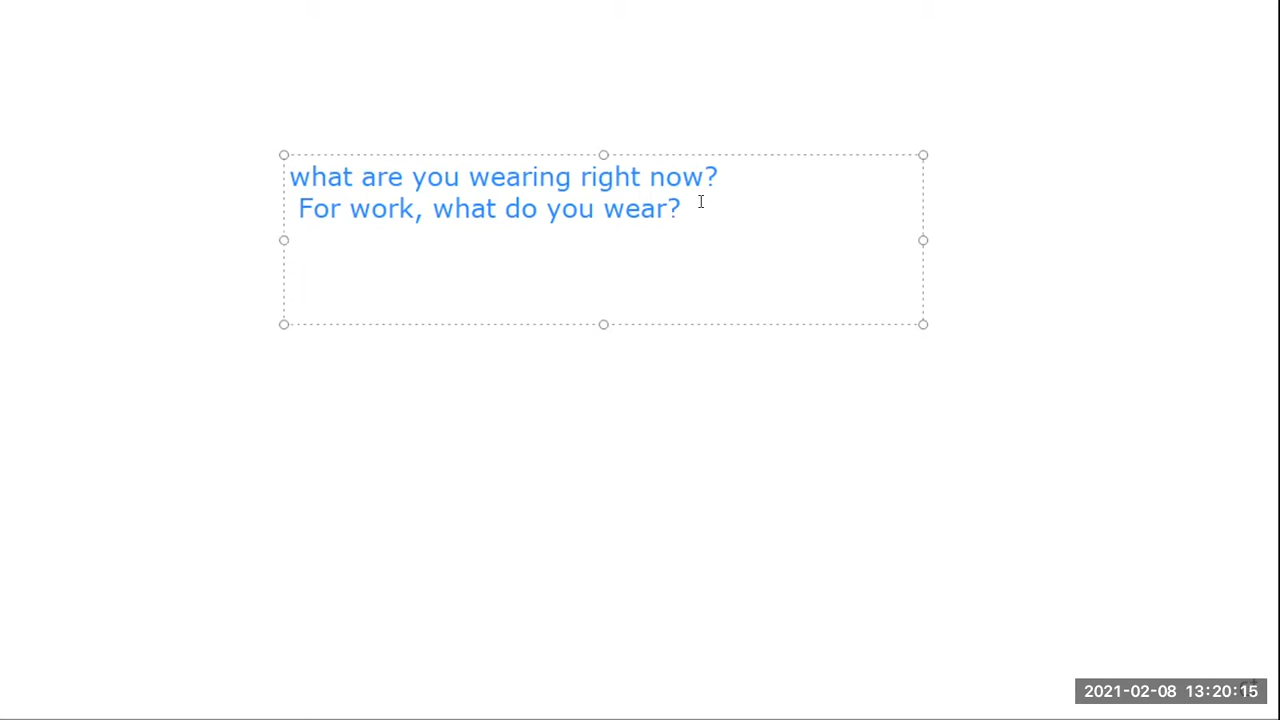 what are you wearing right now?
For work, what do you wear?
2021-02-08 13:20:15